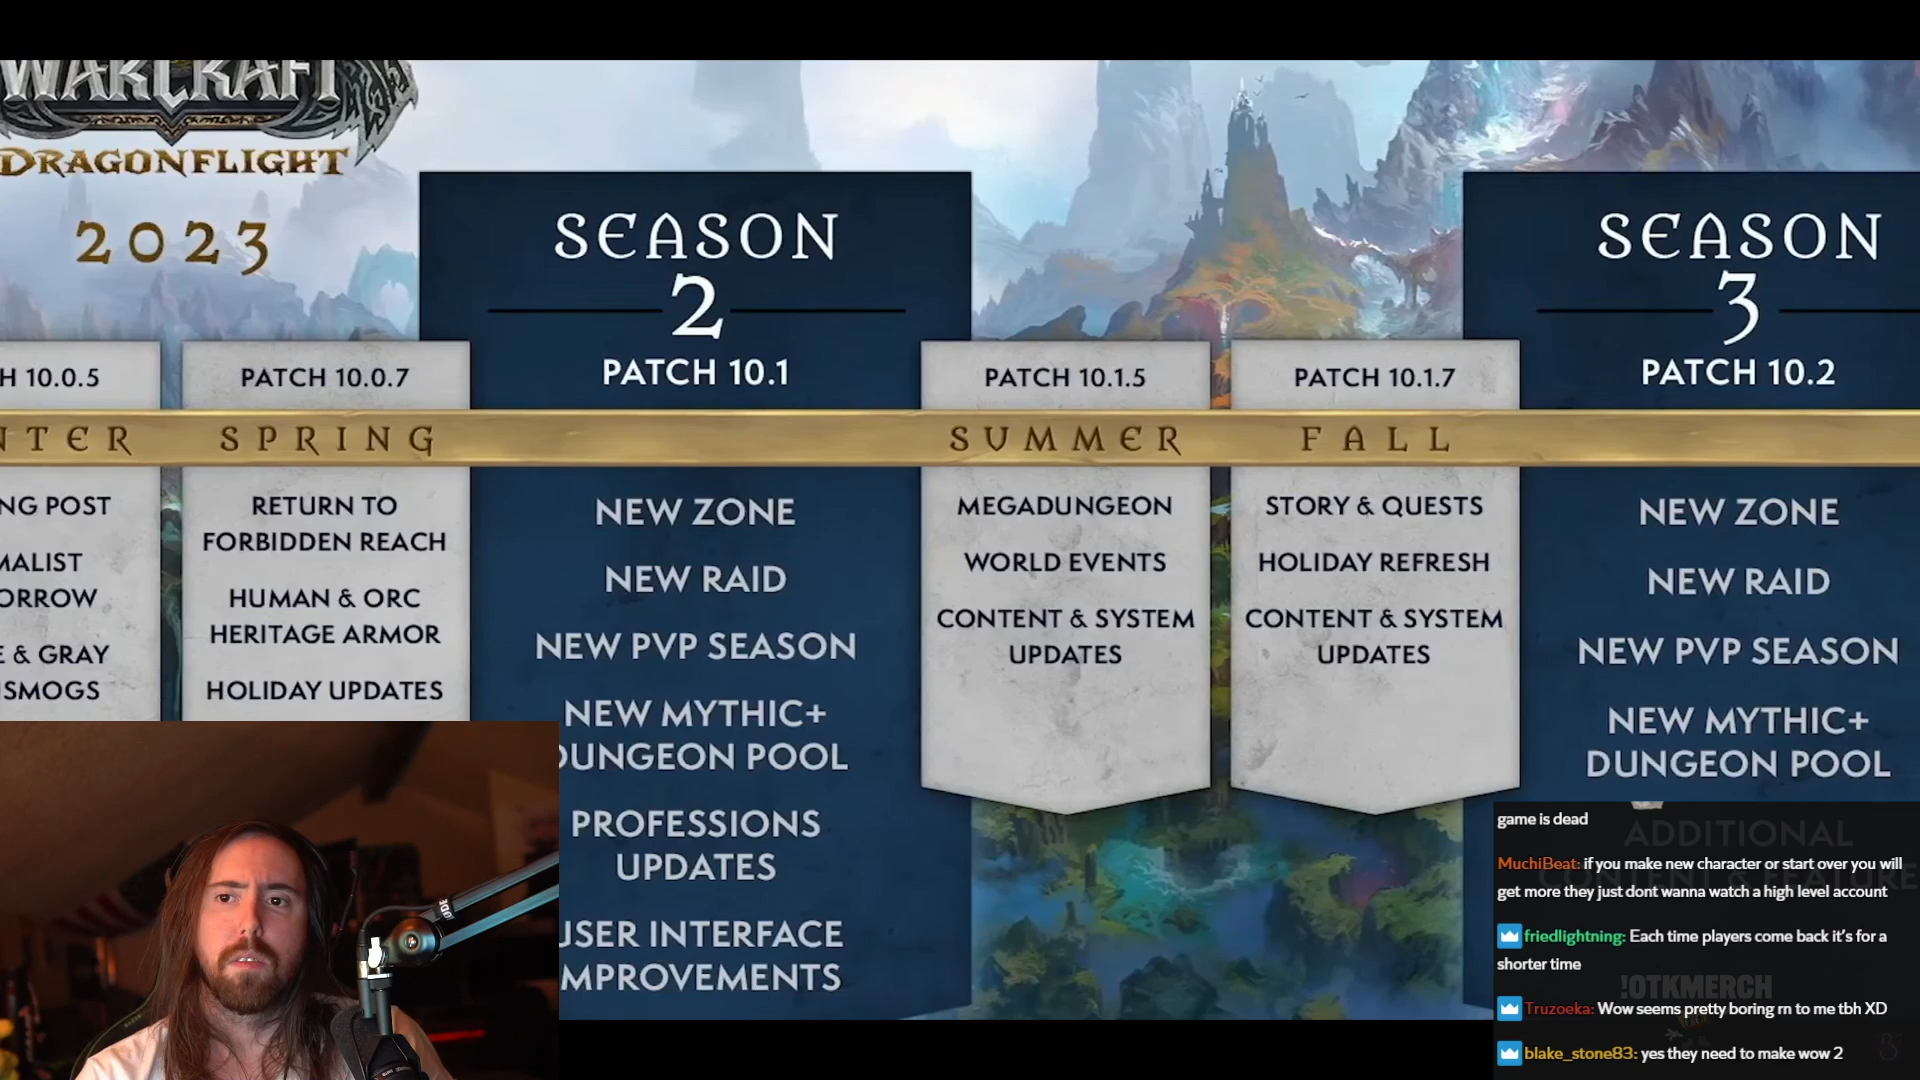 WARCRAFT
DRAGONFLIGHT
2023
H 10.0.5
NTER
NG POST
MALIST
ORROW
E & GRAY
NSMOGS
PATCH 10.0.7
SPRING
RETURN TO
FORBIDDEN REACH
HUMAN & ORC
HERITAGE ARMOR
HOLIDAY UPDATES
SEASON
2
PATCH 10.1
NEW ZONE
NEW RAID
NEW PVP SEASON
NEW MYTHIC+
DUNGEON POOL
PROFESSIONS
UPDATES
USER INTERFACE
IMPROVEMENTS
PATCH 10.1.5
SUMMER
MEGADUNGEON
WORLD EVENTS
CONTENT & SYSTEM
UPDATES
PATCH 10.1.7
FALL
STORY & QUESTS
HOLIDAY REFRESH
CONTENT & SYSTEM
UPDATES
SEASON
3
PATCH 10.2
NEW ZONE
NEW RAID
NEW PVP SEASON
NEW MYTHIC+
DUNGEON POOL
ADDITIONAL
game is dead
MuchiBeat: if you make new character or start over you will
get more they just dont wanna watch a high level account
friedlightning: Each time players come back it's for a
shorter time
!OTKMERCH
Truzoeka: Wow seems pretty boring rn to me tbh XD
blake_stone83: yes they need to make wow 2